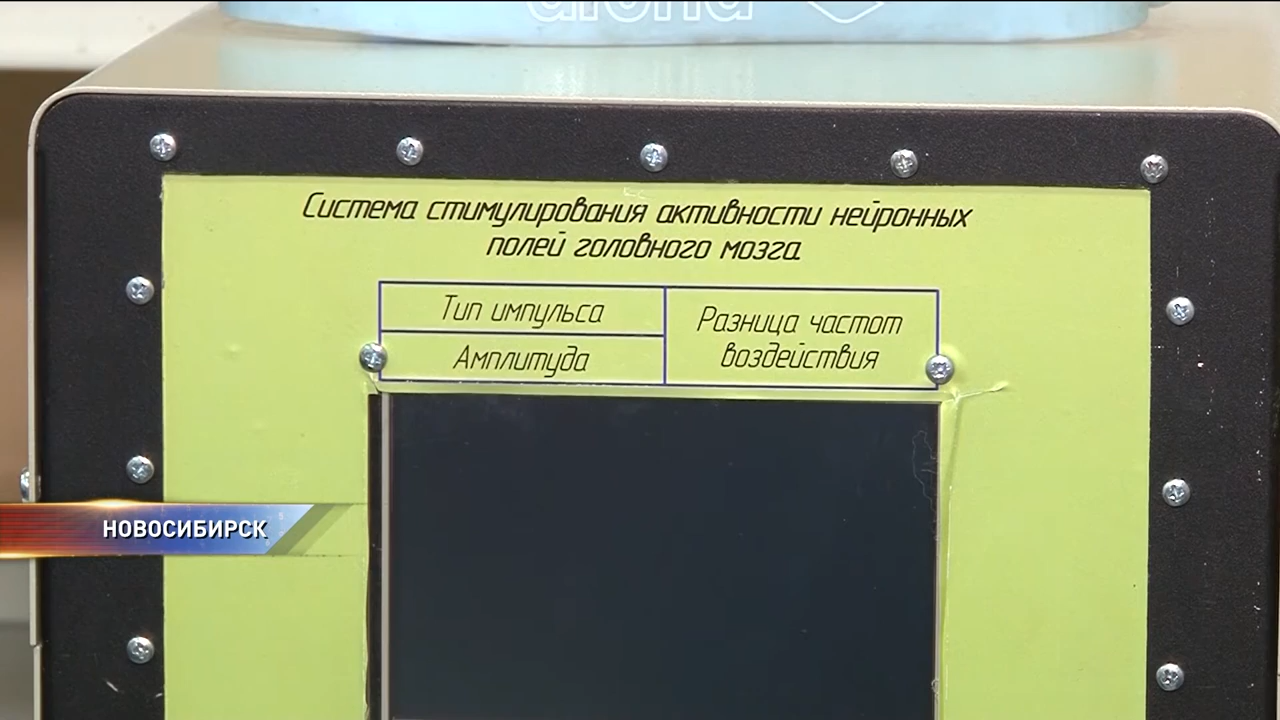 Система стимулирования активности нейронных
полей головного мозга
Тип импульса
Амплитуда
Разница частот
воздействия
НОВОСИБИРСК